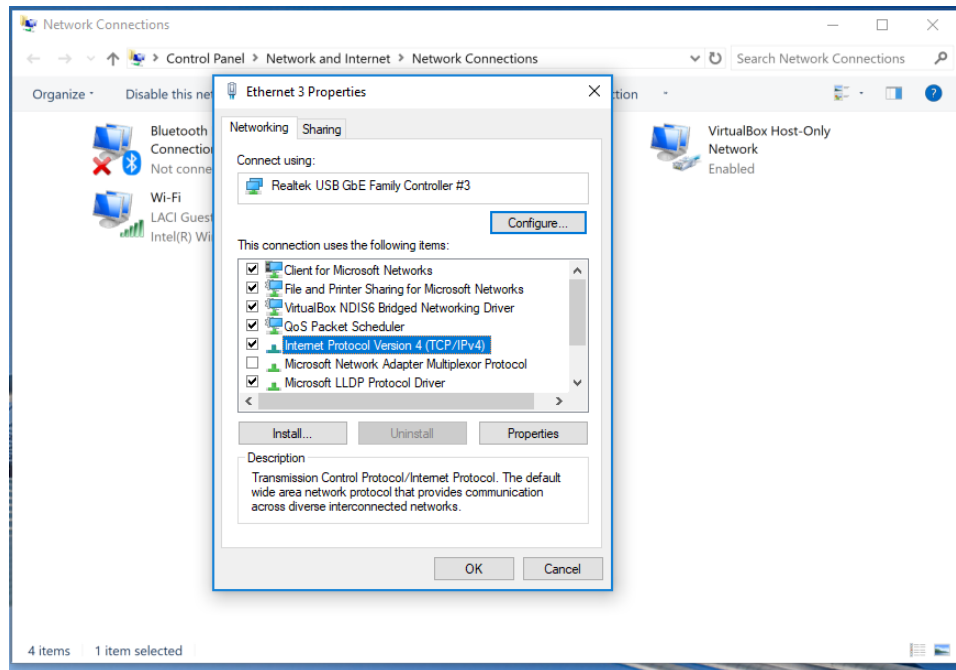 Network Connections
Control Panel > Network and Internet > Network Connections
Search Network Connections
Organize
Disable this net
ction
Ethernet 3 Properties
Networking
Sharing
Connect using:
Realtek USB GbE Family Controller #3
Configure...
This connection uses the following items:
Client for Microsoft Networks
File and Printer Sharing for Microsoft Networks
VirtualBox NDIS6 Bridged Networking Driver
QoS Packet Scheduler
Internet Protocol Version 4 (TCP/IPv4)
Microsoft Network Adapter Multiplexor Protocol
Microsoft LLDP Protocol Driver
Install...
Uninstall
Properties
Description
Transmission Control Protocol/Internet Protocol. The default
wide area network protocol that provides communication
across diverse interconnected networks.
OK
Cancel
Bluetooth
Connectio
Not conne
Wi-Fi
LACI Guest
Intel(R) Wi
VirtualBox Host-Only
Network
Enabled
4 items
1 item selected